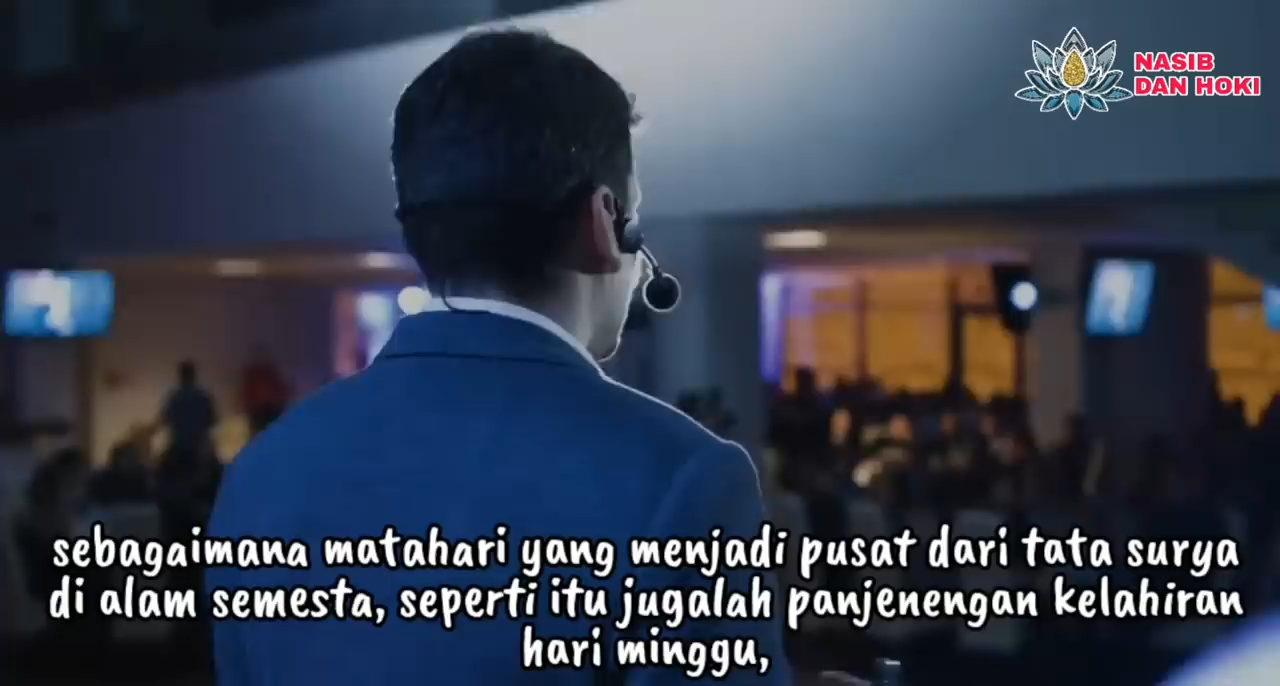 NASIB
DAN HOKI
sebagaimana matahari yang menjadi pusat dari tata surya
di alam semesta, seperti itu jugalah panjenengan kelahiran
hari minggu,